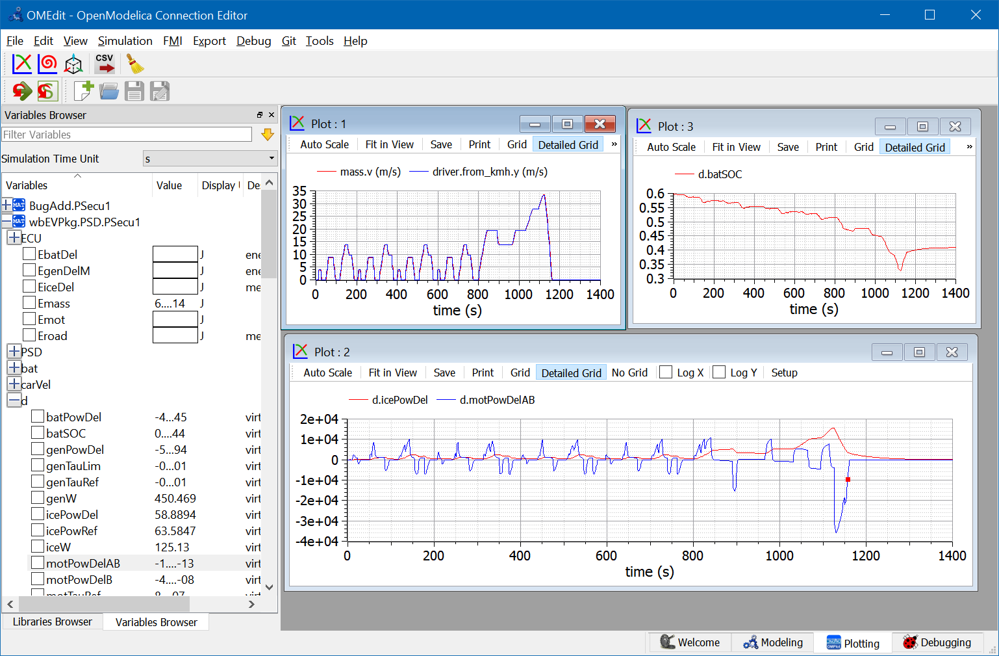 OMEdit - OpenModelica Connection Editor
File Edit View Simulation FMI Export Debug Git Tools Help
CSV
Variables Browser
Filter Variables
Simulation Time Unit s
Variables Value Display Des
MAT BugAdd.PSecu1
MAT wbEVPkg.PSD.PSecu1
ECU
EbatDel J ene
EgenDelM J ene
EiceDel J me
Emass 6....14 J
Emot J
Eroad J me
PSD
bat
carVel
d
batPowDel -4...45 virt
batSOC 0....44 virt
genPowDel -5...94 virt
genTauLim -0...01 virt
genTauRef -0...01 virt
genW 450.469 virt
icePowDel 58.8894 virt
icePowRef 63.5847 virt
iceW 125.13 virt
motPowDelAB -1....-13 virt
motPowDelB -4....-08 virt
motTauRef 8....07 virt
Libraries Browser Variables Browser
Plot : 1
Auto Scale Fit in View Save Print Grid Detailed Grid »
mass.v (m/s) driver.from_kmh.y (m/s)
35
30
25
20
15
10
5
0
0 200 400 600 800 1000 1200 1400
time (s)
Plot : 3
Auto Scale Fit in View Save Print Grid Detailed Grid »
d.batSOC
0.6
0.55
0.5
0.45
0.4
0.35
0.3
0 200 400 600 800 1000 1200 1400
time (s)
Plot : 2
Auto Scale Fit in View Save Print Grid Detailed Grid No Grid Log X Log Y Setup
d.icePowDel d.motPowDelAB
2e+04
1e+04
0
-1e+04
-2e+04
-3e+04
-4e+04
0 200 400 600 800 1000 1200 1400
time (s)
Welcome Modeling OMPlot Plotting Debugging